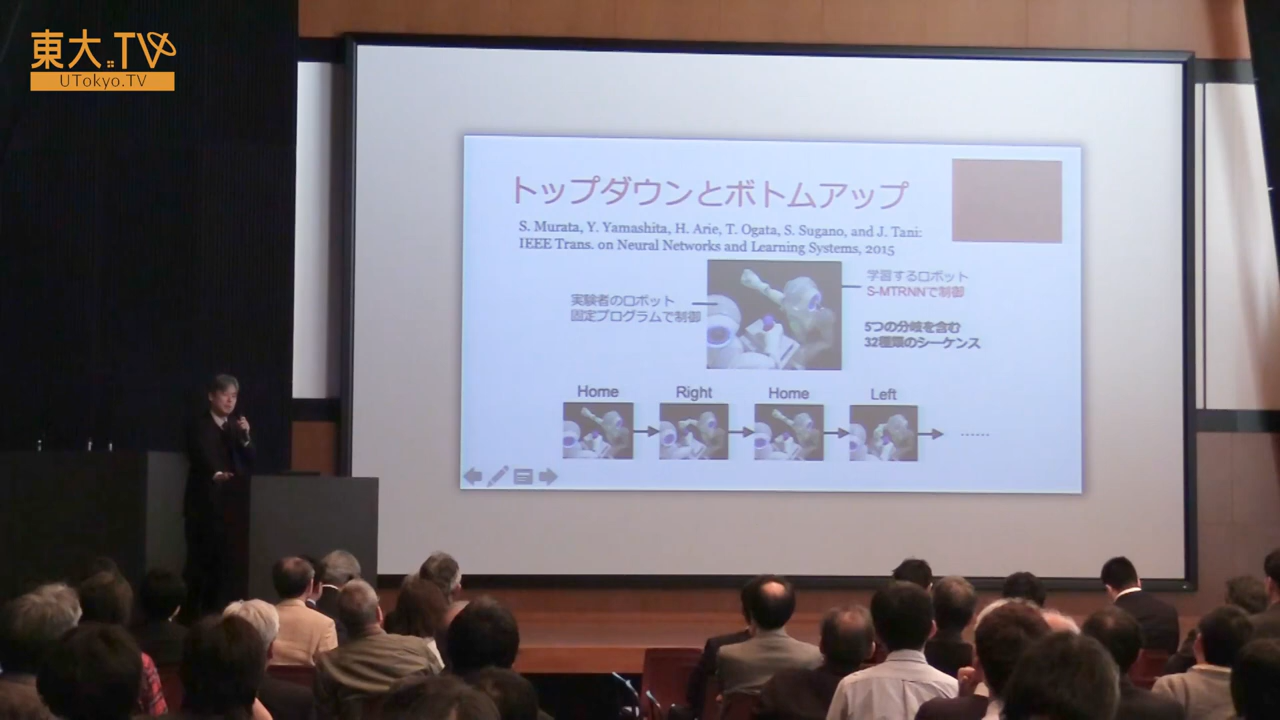 東大.TV
UTokyo.TV
トップダウンとボトムアップ
S. Murata, Y. Yamashita, H. Arie, T. Ogata, S. Sugano, and J. Tani:
IEEE Trans. on Neural Networks and Learning Systems, 2015
学習するロボット
S-MTRNNで制御
実験者のロボット
固定プログラムで制御
5つの分岐を含む
32種類のシーケンス
Home Right Home Left
......